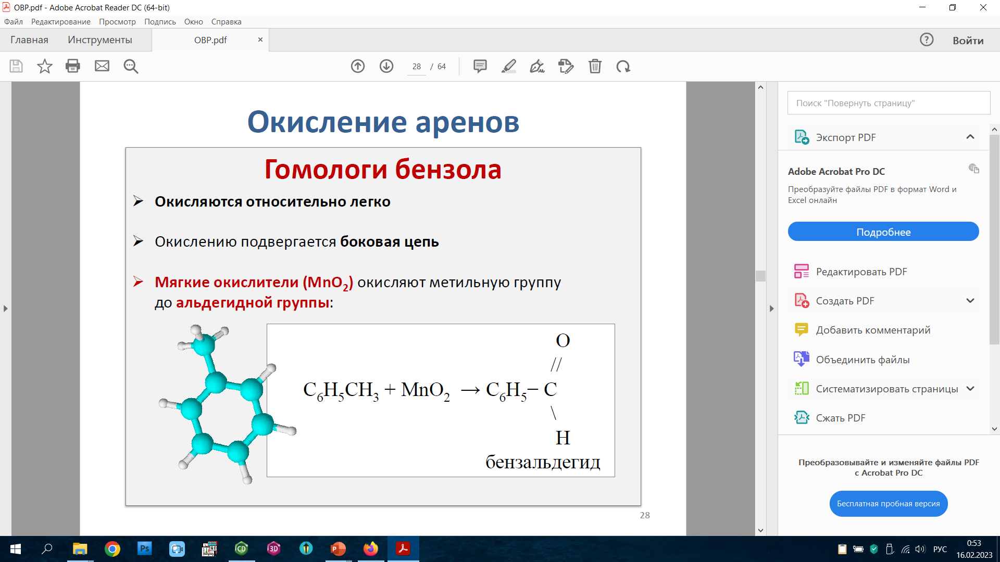 OBP.pdf - Adobe Acrobat Reader DC (64-bit)
Файл Редактирование Просмотр Подпись Окно Справка
Главная Инструменты OBP.pdf × ? Войти
28 / 64
Окисление аренов
Гомологи бензола
➢ Окисляются относительно легко
➢ Окислению подвергается боковая цепь
➢ Мягкие окислители (MnO₂) окисляют метильную группу
до альдегидной группы:
O
//
C₆H₅CH₃ + MnO₂ → C₆H₅– C
\
H
бензальдегид
28
Поиск "Повернуть страницу"
Экспорт PDF
Adobe Acrobat Pro DC
Преобразуйте файлы PDF в формат Word и
Excel онлайн
Подробнее
Редактировать PDF
Создать PDF
Добавить комментарий
Объединить файлы
Систематизировать страницы
Сжать PDF
Преобразовывайте и изменяйте файлы PDF
с Acrobat Pro DC
Бесплатная пробная версия
Ps
CD
3D
P
РУС
0:53
16.02.2023